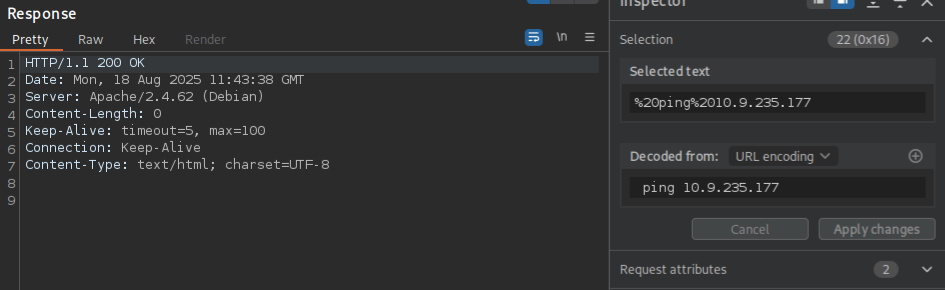 Response
Pretty Raw Hex Render
\n
1 HTTP/1.1 200 OK
2 Date: Mon, 18 Aug 2025 11:43:38 GMT
3 Server: Apache/2.4.62 (Debian)
4 Content-Length: 0
5 Keep-Alive: timeout=5, max=100
6 Connection: Keep-Alive
7 Content-Type: text/html; charset=UTF-8
8
9
Inspector
Selection 22 (0x16)
Selected text
%20ping%2010.9.235.177
Decoded from: URL encoding
ping 10.9.235.177
Cancel Apply changes
Request attributes 2